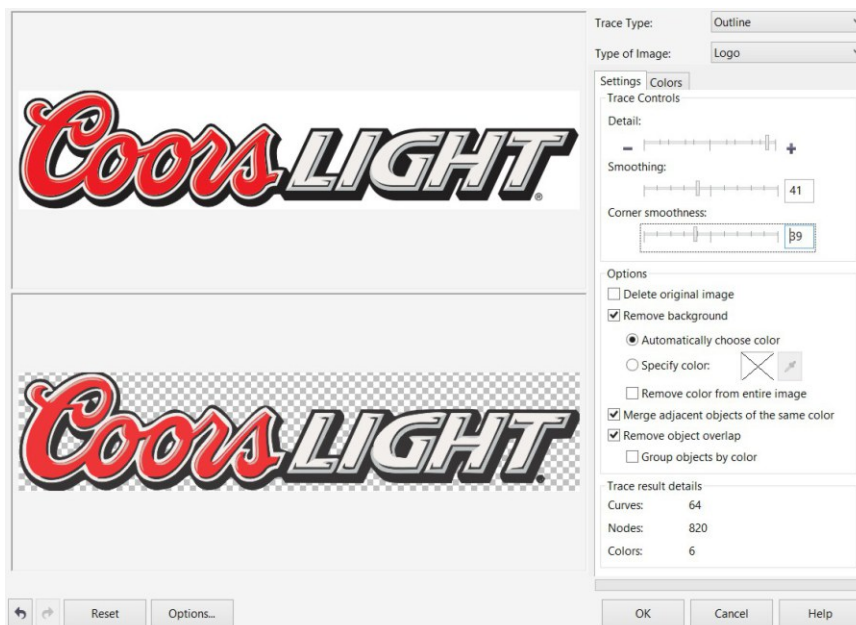 Coors LIGHT®
Coors LIGHT
Trace Type:
Outline
Type of Image:
Logo
Settings
Colors
Trace Controls
Detail:
Smoothing:
41
Corner smoothness:
39
Options
Delete original image
Remove background
Automatically choose color
Specify color:
Remove color from entire image
Merge adjacent objects of the same color
Remove object overlap
Group objects by color
Trace result details
Curves: 64
Nodes: 820
Colors: 6
Reset
Options...
OK
Cancel
Help